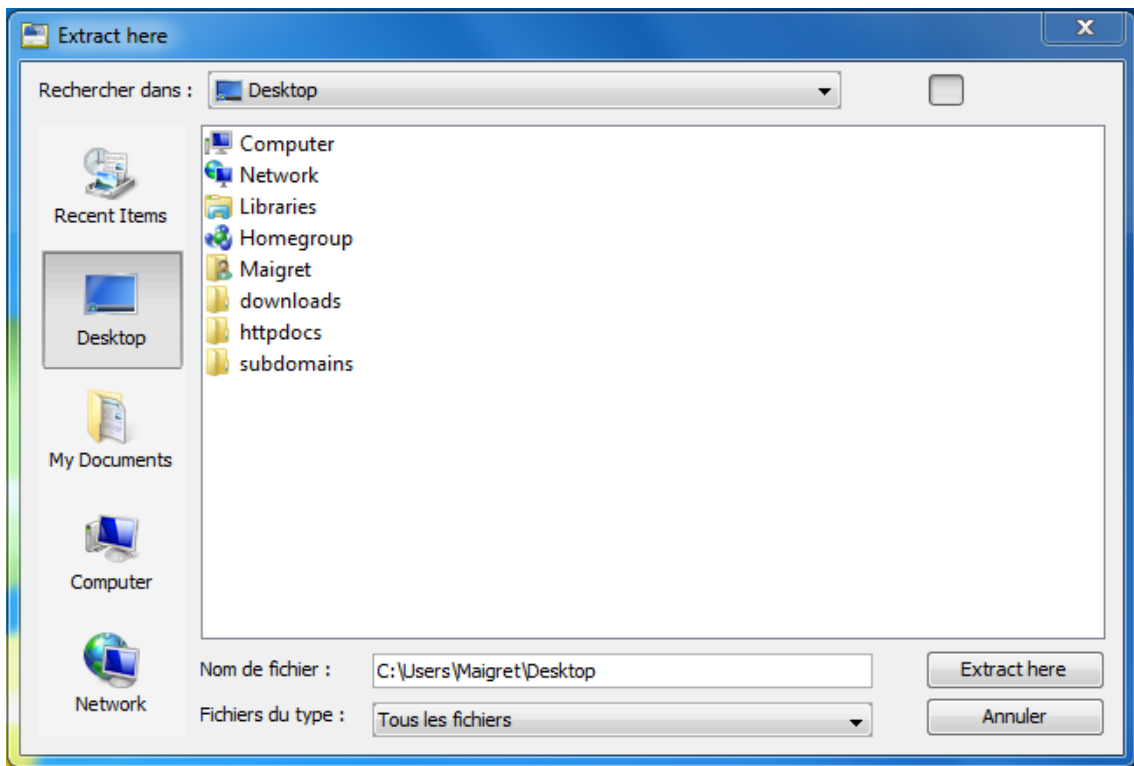 Extract here
X
Rechercher dans :
Desktop
Computer
Network
Libraries
Homegroup
Maigret
downloads
httpdocs
subdomains
Recent Items
Desktop
My Documents
Computer
Network
Nom de fichier :
C:\Users\Maigret\Desktop
Extract here
Fichiers du type :
Tous les fichiers
Annuler